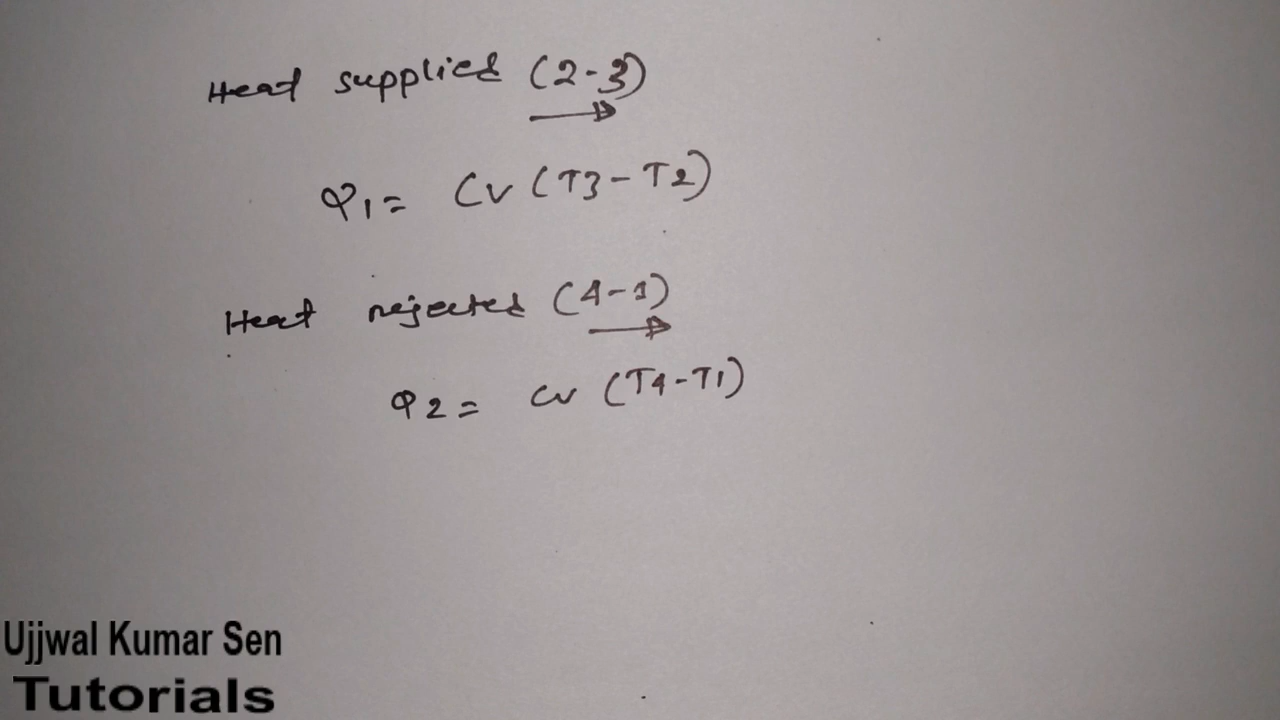 Heat supplied (2-3)
Q1 = Cv (T3 - T2)
Heat rejected (4-1)
Q2 = Cv (T4-T1)
Ujjwal Kumar Sen
Tutorials